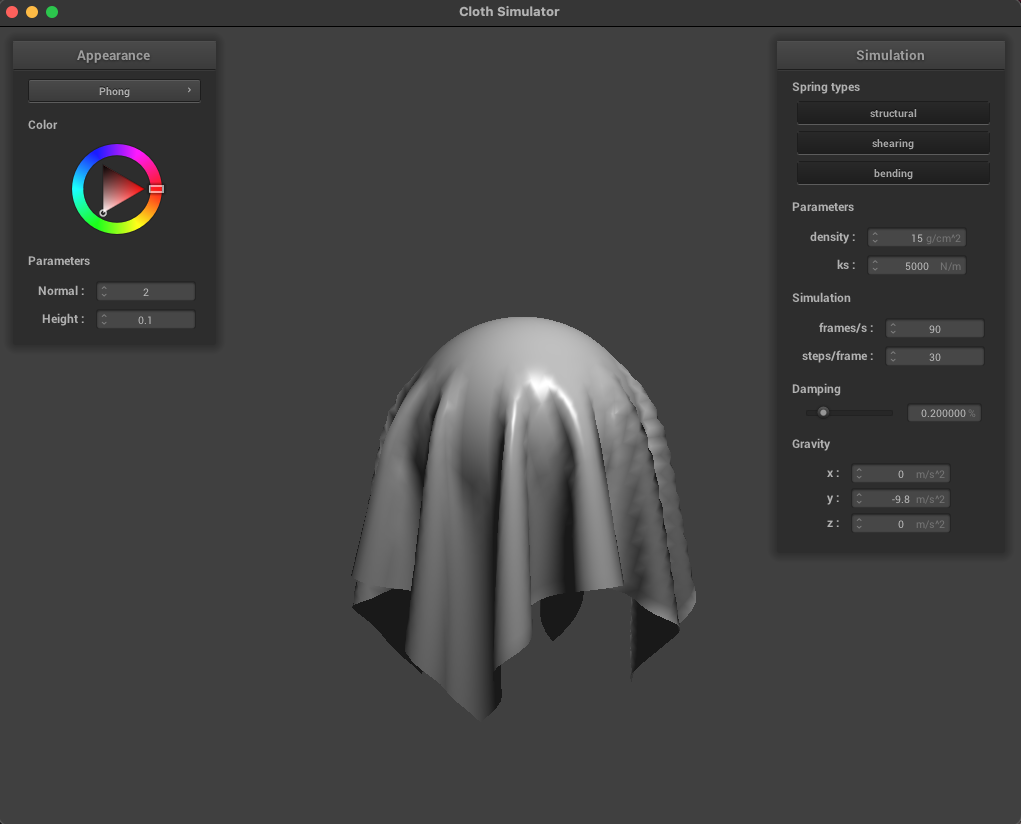 Cloth Simulator
Appearance
Phong
Color
Parameters
Normal : 2
Height : 0.1
Simulation
Spring types
structural
shearing
bending
Parameters
density : 15 g/cm^2
ks : 5000 N/m
Simulation
frames/s : 90
steps/frame : 30
Damping
0.200000 %
Gravity
x : 0 m/s^2
y : -9.8 m/s^2
z : 0 m/s^2